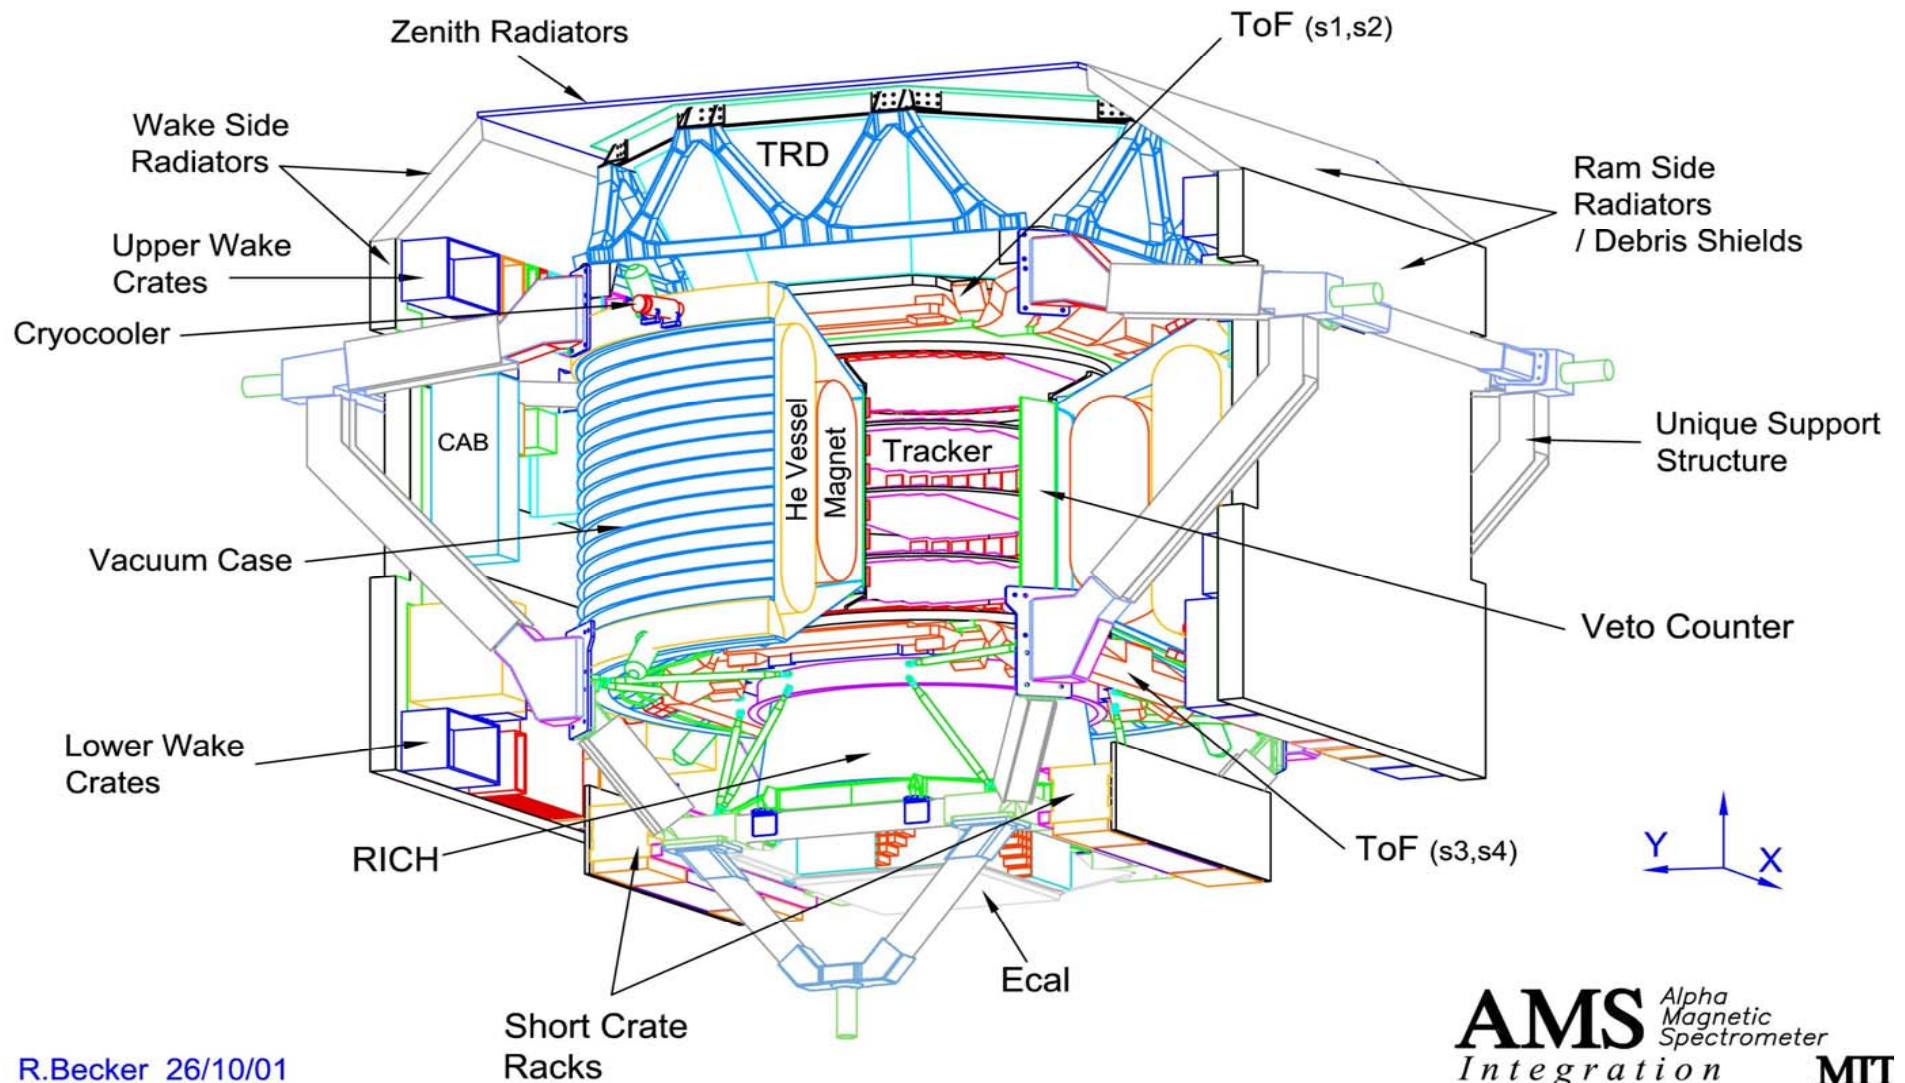 Zenith Radiators
ToF (s1,s2)
Wake Side
Radiators
TRD
Ram Side
Radiators
/ Debris Shields
Upper Wake
Crates
Cryocooler
CAB
He Vessel
Magnet
Tracker
Unique Support
Structure
Vacuum Case
Veto Counter
Lower Wake
Crates
RICH
ToF (s3,s4)
Y
X
Ecal
Short Crate
Racks
R.Becker 26/10/01
AMS
Alpha
Magnetic
Spectrometer
Integration
MIT